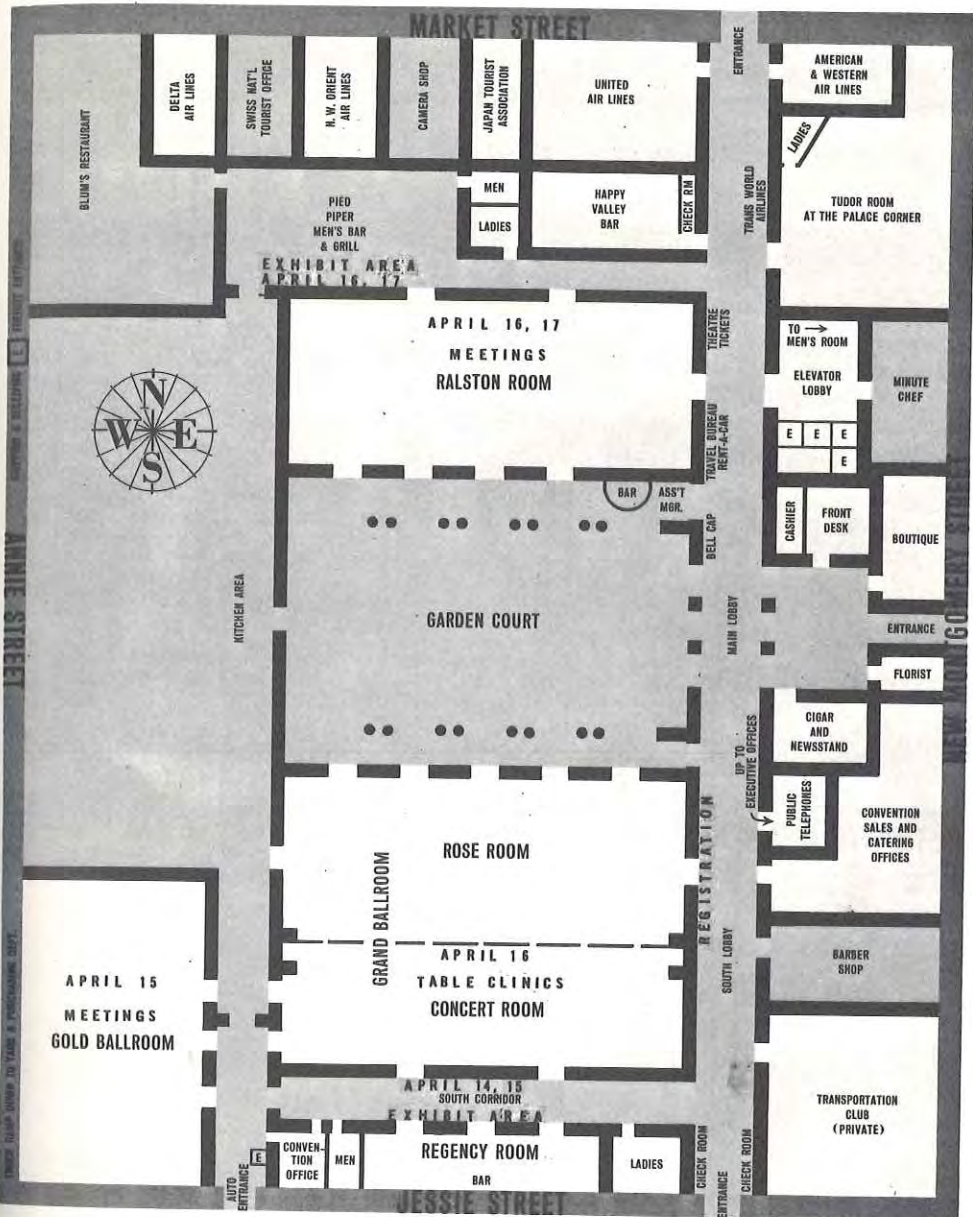 MARKET STREET
ENTRANCE
BLUM'S RESTAURANT
DELTA
AIR LINES
SWISS NAT'L
TOURIST OFFICE
N. W. ORIENT
AIR LINES
CAMERA SHOP
JAPAN TOURIST
ASSOCIATION
UNITED
AIR LINES
AMERICAN
& WESTERN
AIR LINES
LADIES
TUDOR ROOM
AT THE PALACE CORNER
TRANS WORLD
AIRLINES
MEN
LADIES
HAPPY
VALLEY
BAR
CHECK RM
PIED
PIPER
MEN'S BAR
& GRILL
EXHIBIT AREA
APRIL 16, 17
APRIL 16, 17
MEETINGS
RALSTON ROOM
THEATRE
TICKETS
TO →
MEN'S ROOM
ELEVATOR
LOBBY
E E E
E
MINUTE
CHEF
N
W E
S
TRAVEL BUREAU
RENT-A-CAR
BAR
ASS'T
MGR.
BELL CAP
CASHIER
FRONT
DESK
BOUTIQUE
ANNIE STREET
KITCHEN AREA
GARDEN COURT
MAIN LOBBY
ENTRANCE
NEW MONTGOMERY STREET
FLORIST
CIGAR
AND
NEWSSTAND
UP TO
EXECUTIVE OFFICES
PUBLIC
TELEPHONES
CONVENTION
SALES AND
CATERING
OFFICES
ROSE ROOM
GRAND BALLROOM
REGISTRATION
SOUTH LOBBY
APRIL 16
TABLE CLINICS
CONCERT ROOM
BARBER
SHOP
APRIL 15
MEETINGS
GOLD BALLROOM
TRUCK RAMP DOWN TO YARD & PURCHASING DEPT.
APRIL 14, 15
SOUTH CORRIDOR
EXHIBIT AREA
TRANSPORTATION
CLUB
(PRIVATE)
E
CONVEN-
TION
OFFICE
MEN
REGENCY ROOM
BAR
LADIES
CHECK ROOM
CHECK ROOM
AUTO
ENTRANCE
JESSIE STREET
ENTRANCE